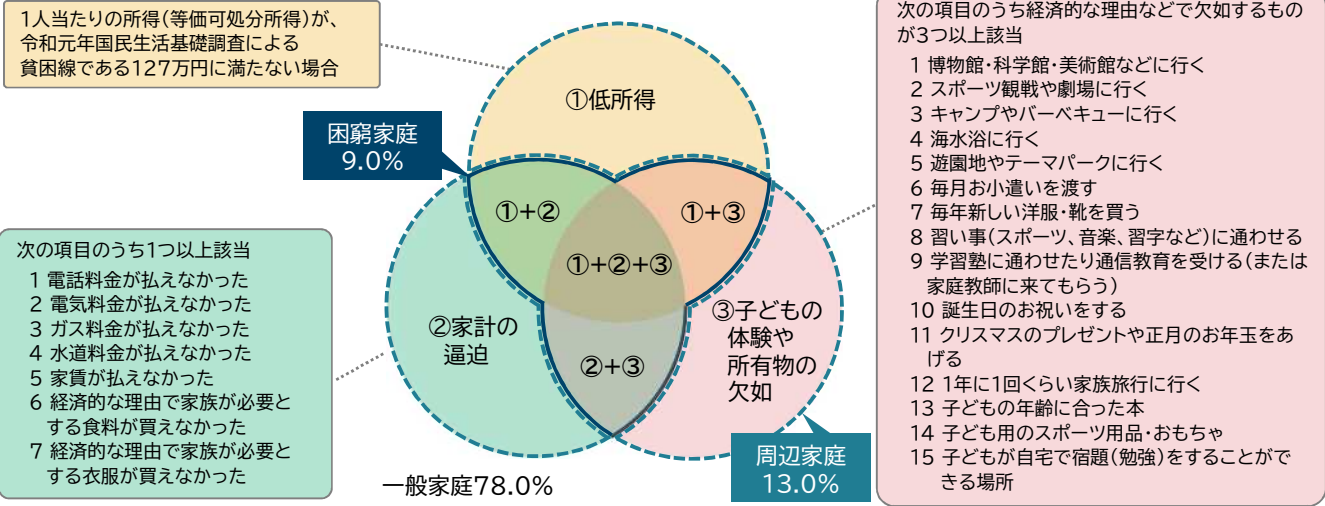 1人当たりの所得(等価可処分所得)が、
令和元年国民生活基礎調査による
貧困線である127万円に満たない場合
①低所得
困窮家庭
9.0%
①+②
①+③
①+②+③
②家計の
逼迫
③子どもの
体験や
所有物の
欠如
②+③
周辺家庭
13.0%
一般家庭78.0%
次の項目のうち1つ以上該当
1 電話料金が払えなかった
2 電気料金が払えなかった
3 ガス料金が払えなかった
4 水道料金が払えなかった
5 家賃が払えなかった
6 経済的な理由で家族が必要と
する食料が買えなかった
7 経済的な理由で家族が必要と
する衣服が買えなかった
次の項目のうち経済的な理由などで欠如するもの
が3つ以上該当
1 博物館・科学館・美術館などに行く
2 スポーツ観戦や劇場に行く
3 キャンプやバーベキューに行く
4 海水浴に行く
5 遊園地やテーマパークに行く
6 毎月お小遣いを渡す
7 毎年新しい洋服・靴を買う
8 習い事(スポーツ、音楽、習字など)に通わせる
9 学習塾に通わせたり通信教育を受ける(または
家庭教師に来てもらう)
10 誕生日のお祝いをする
11 クリスマスのプレゼントや正月のお年玉をあ
げる
12 1年に1回くらい家族旅行に行く
13 子どもの年齢に合った本
14 子ども用のスポーツ用品・おもちゃ
15 子どもが自宅で宿題(勉強)をすることがで
きる場所